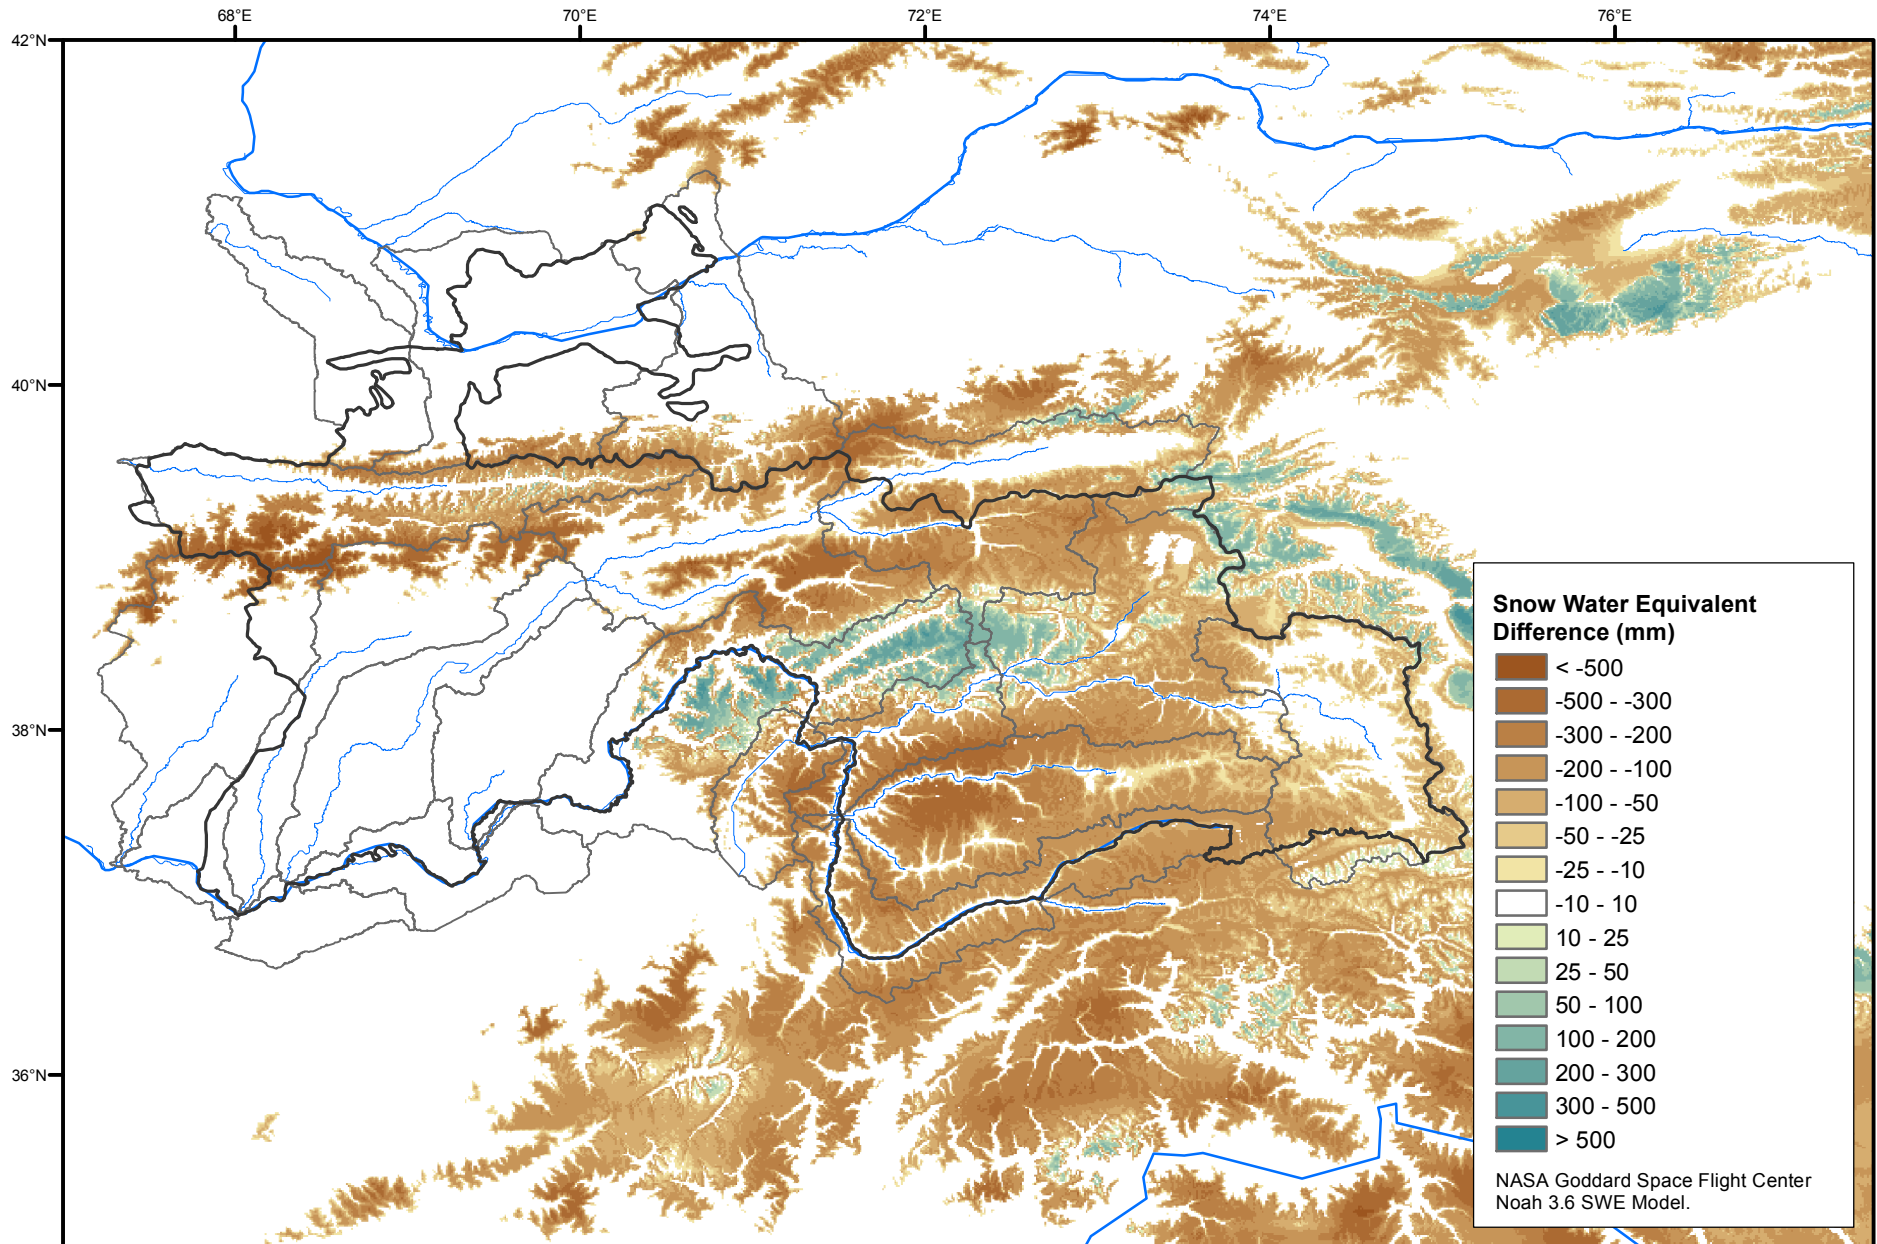 68°E
70°E
72°E
74°E
76°E
42°N
40°N
38°N
36°N
Snow Water Equivalent
Difference (mm)
< -500
-500 - -300
-300 - -200
-200 - -100
-100 - -50
-50 - -25
-25 - -10
-10 - 10
10 - 25
25 - 50
50 - 100
100 - 200
200 - 300
300 - 500
> 500
NASA Goddard Space Flight Center
Noah 3.6 SWE Model.